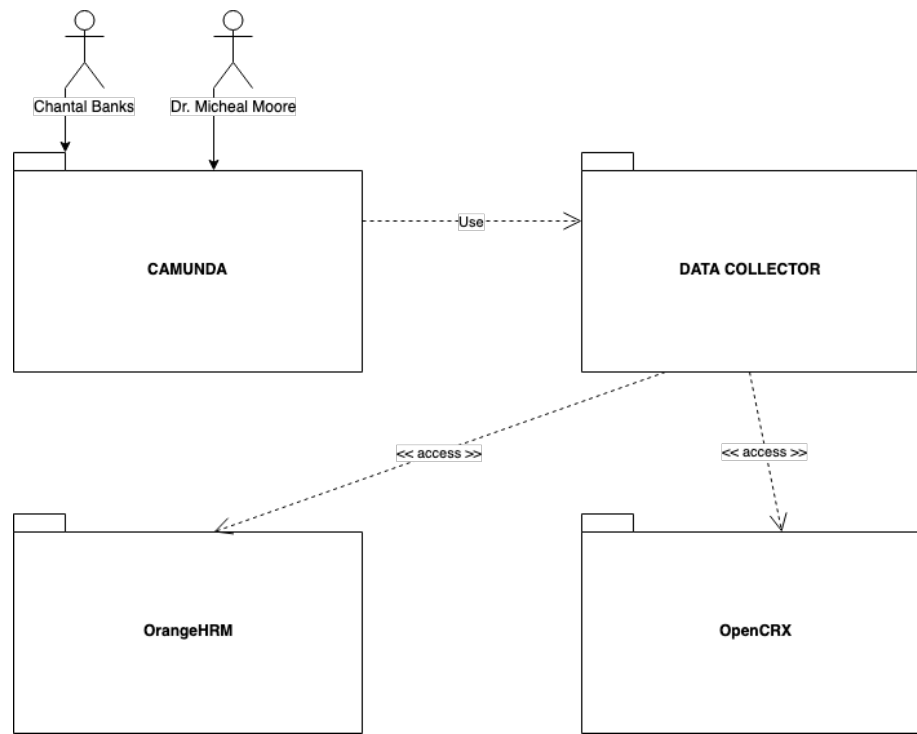 Chantal Banks
Dr. Micheal Moore
CAMUNDA
Use
DATA COLLECTOR
<< access >>
<< access >>
OrangeHRM
OpenCRX